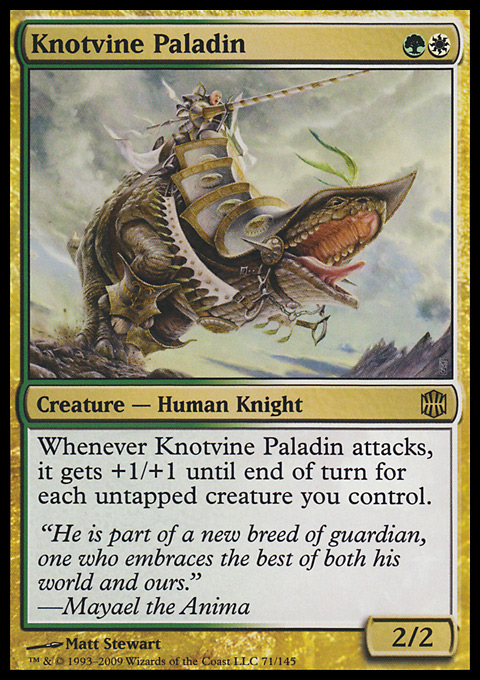 Knotvine Paladin
Creature — Human Knight
Whenever Knotvine Paladin attacks,
it gets +1/+1 until end of turn for
each untapped creature you control.
“He is part of a new breed of guardian,
one who embraces the best of both his
world and ours.”
—Mayael the Anima
Matt Stewart
2/2
™ & © 1993–2009 Wizards of the Coast LLC 71/145